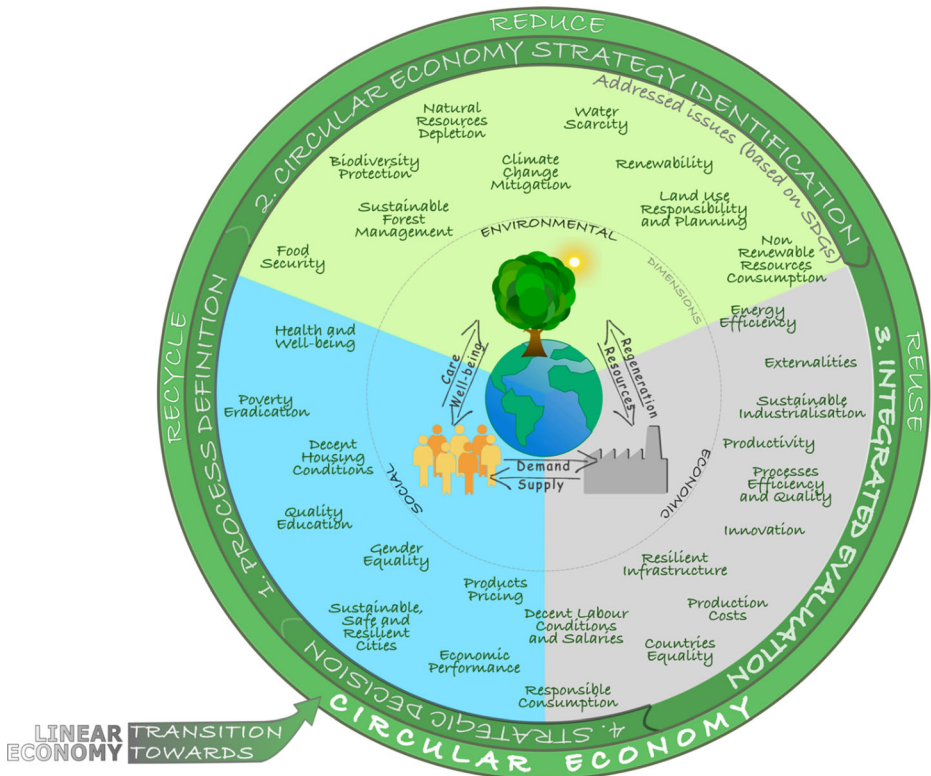 REDUCE
2. CIRCULAR ECONOMY STRATEGY IDENTIFICATION
Addressed issues (based on SDGs)
Natural
Resources
Depletion
Water
Scarcity
Biodiversity
Protection
Climate
Change
Mitigation
Renewability
Sustainable
Forest
Management
Land Use
Responsibility
and Planning
Food
Security
Non
Renewable
Resources
Consumption
ENVIRONMENTAL
DIMENSIONS
Energy
Efficiency
Health and
Well-being
Care
Well-being
Regeneration
Resources
Externalities
RECYCLE
1. PROCESS DEFINITION
REUSE
3. INTEGRATED EVALUATION
Poverty
Eradication
Sustainable
Industrialisation
Decent
Housing
Conditions
Demand
Supply
Productivity
Processes
Efficiency
and Quality
SOCIAL
ECONOMIC
Quality
Education
Innovation
Gender
Equality
Resilient
Infrastructure
Products
Pricing
Sustainable,
Safe and
Resilient
Cities
Decent Labour
Conditions
and Salaries
Production
Costs
Economic
Performance
Countries
Equality
Responsible
Consumption
4. STRATEGIC DECISION
CIRCULAR ECONOMY
LINEAR
ECONOMY
TRANSITION
TOWARDS